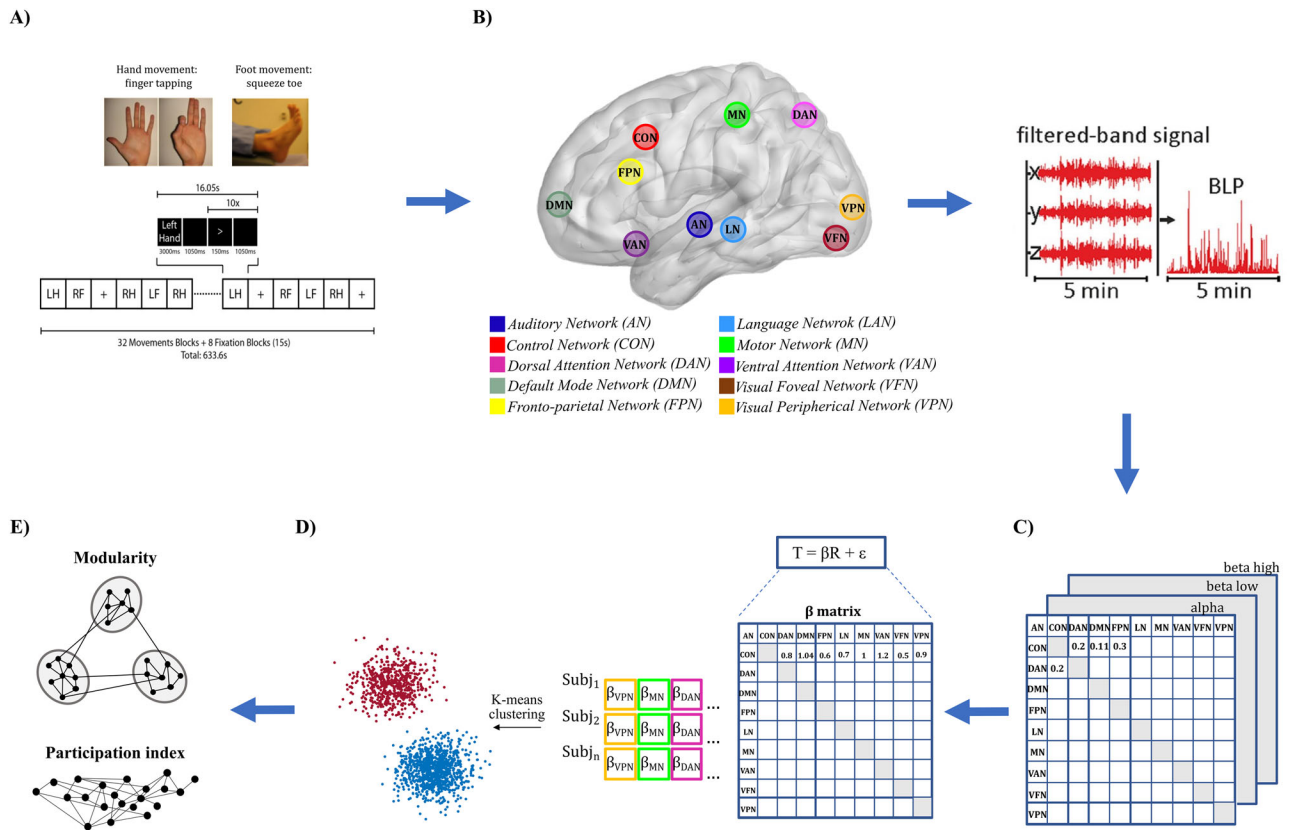 A)
Hand movement:
finger tapping
Foot movement:
squeeze toe
16.05s
10x
Left
Hand
>
3000ms 1050ms 150ms 1050ms
LH RF + RH LF RH LH + RF LF RH +
32 Movements Blocks + 8 Fixation Blocks (15s)
Total: 633.6s
B)
MN
DAN
CON
FPN
DMN
VPN
AN
LN
VAN
VFN
Auditory Network (AN)
Control Network (CON)
Dorsal Attention Network (DAN)
Default Mode Network (DMN)
Fronto-parietal Network (FPN)
Language Netwrok (LAN)
Motor Network (MN)
Ventral Attention Network (VAN)
Visual Foveal Network (VFN)
Visual Peripherical Network (VPN)
filtered-band signal
x
y
z
BLP
5 min
5 min
C)
beta high
beta low
alpha
AN CON DAN DMN FPN LN MN VAN VFN VPN
CON 0.2 0.11 0.3
DAN 0.2
DMN
FPN
LN
MN
VAN
VFN
VPN
D)
T = βR + ε
β matrix
AN CON DAN DMN FPN LN MN VAN VFN VPN
CON 0.8 1.04 0.6 0.7 1 1.2 0.5 0.9
DAN
DMN
FPN
LN
MN
VAN
VFN
VPN
Subj1 βVPN βMN βDAN ...
Subj2 βVPN βMN βDAN ...
Subjn βVPN βMN βDAN ...
K-means
clustering
E)
Modularity
Participation index